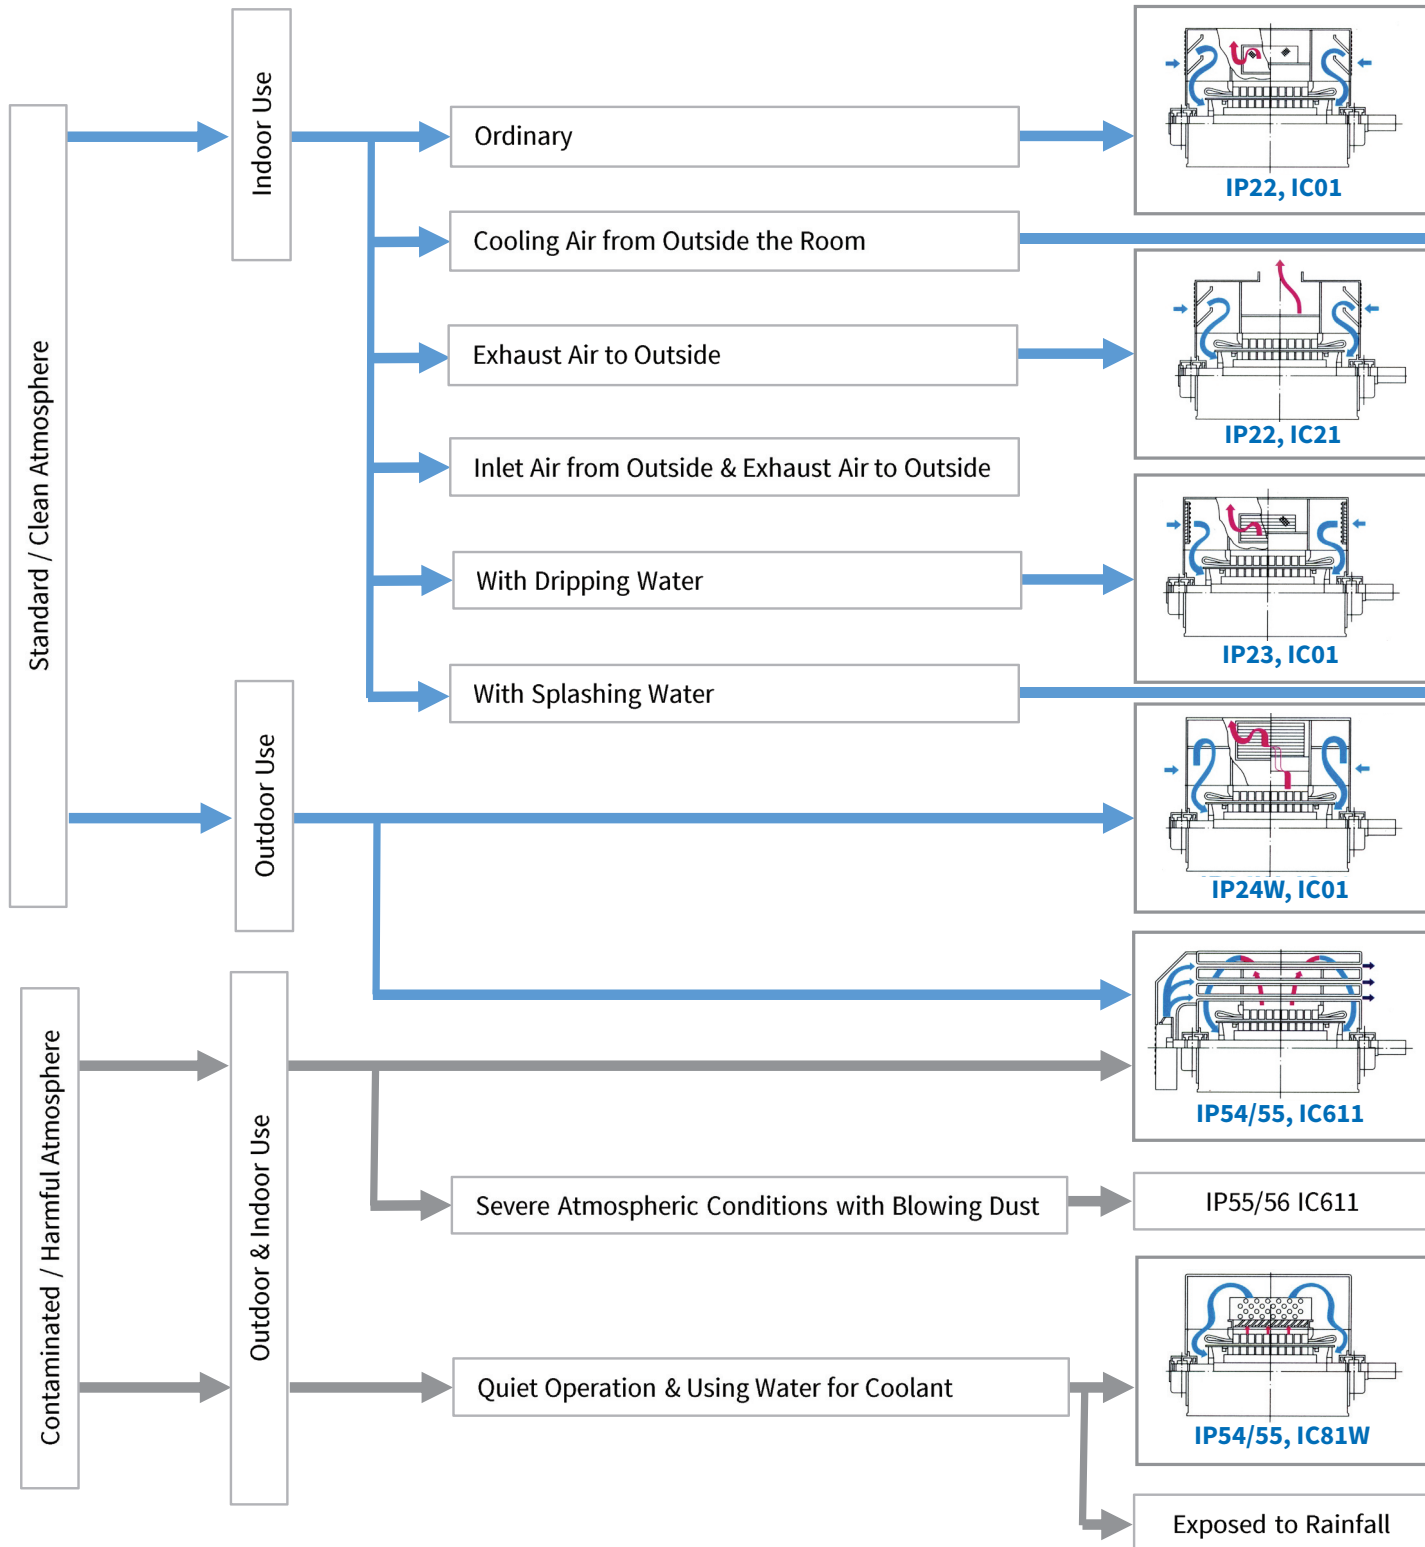 Standard / Clean Atmosphere
Indoor Use
Ordinary
IP22, IC01
Cooling Air from Outside the Room
Exhaust Air to Outside
IP22, IC21
Inlet Air from Outside & Exhaust Air to Outside
With Dripping Water
IP23, IC01
With Splashing Water
Outdoor Use
IP24W, IC01
Contaminated / Harmful Atmosphere
Outdoor & Indoor Use
IP54/55, IC611
Severe Atmospheric Conditions with Blowing Dust
IP55/56 IC611
Quiet Operation & Using Water for Coolant
IP54/55, IC81W
Exposed to Rainfall